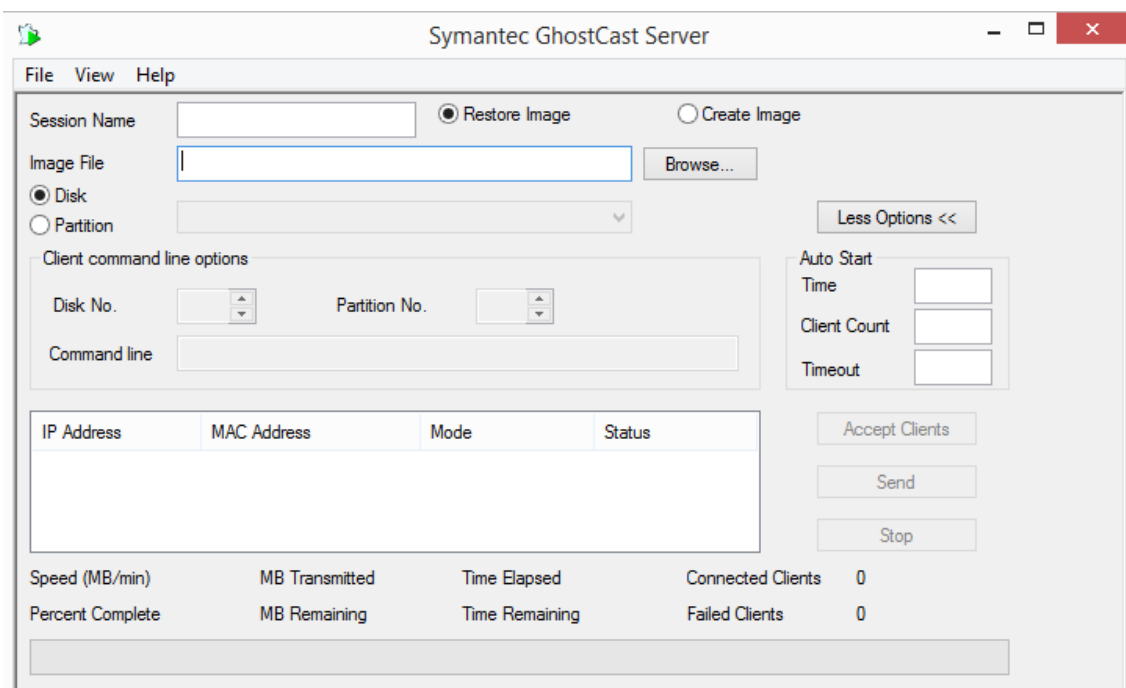 Symantec GhostCast Server
File View Help
Session Name Restore Image Create Image
Image File Browse...
Disk
Partition Less Options <<
Client command line options Auto Start
Time
Disk No. Partition No.
Client Count
Command line
Timeout
IP Address MAC Address Mode Status Accept Clients
Send
Stop
Speed (MB/min) MB Transmitted Time Elapsed Connected Clients 0
Percent Complete MB Remaining Time Remaining Failed Clients 0